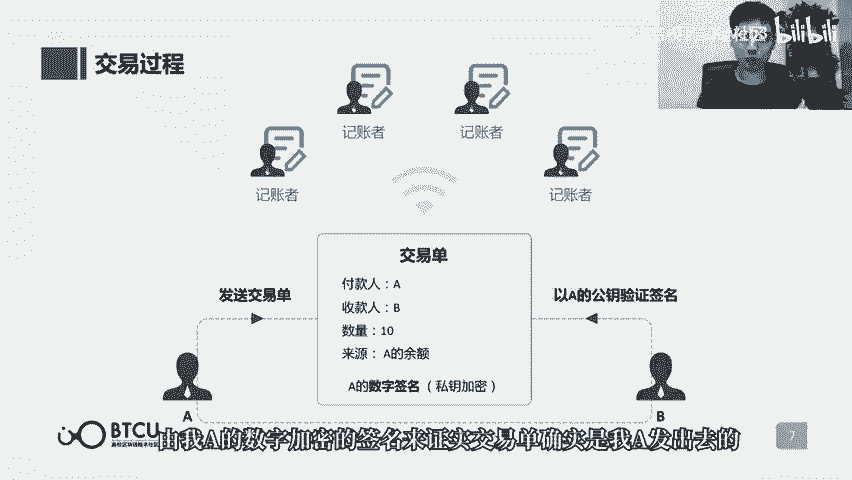 交易过程
bilibili
记账者
记账者
记账者
记账者
交易单
付款人：A
收款人：B
数量：10
来源： A的余额
A的数字签名（私钥加密）
发送交易单
以A的公钥验证签名
A
B
BTCU
由我A的数字加密的签名来证实交易单确实是我A发出去的
7